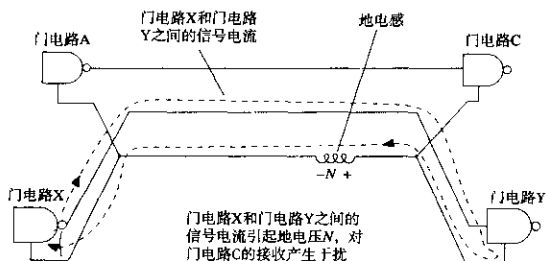 门电路X和门电路
Y之间的信号电流
地电感
门电路A
门电路C
−N +
门电路X
门电路Y
门电路X和门电路Y之间的
信号电流引起地电压N，对
门电路C的接收产生干扰